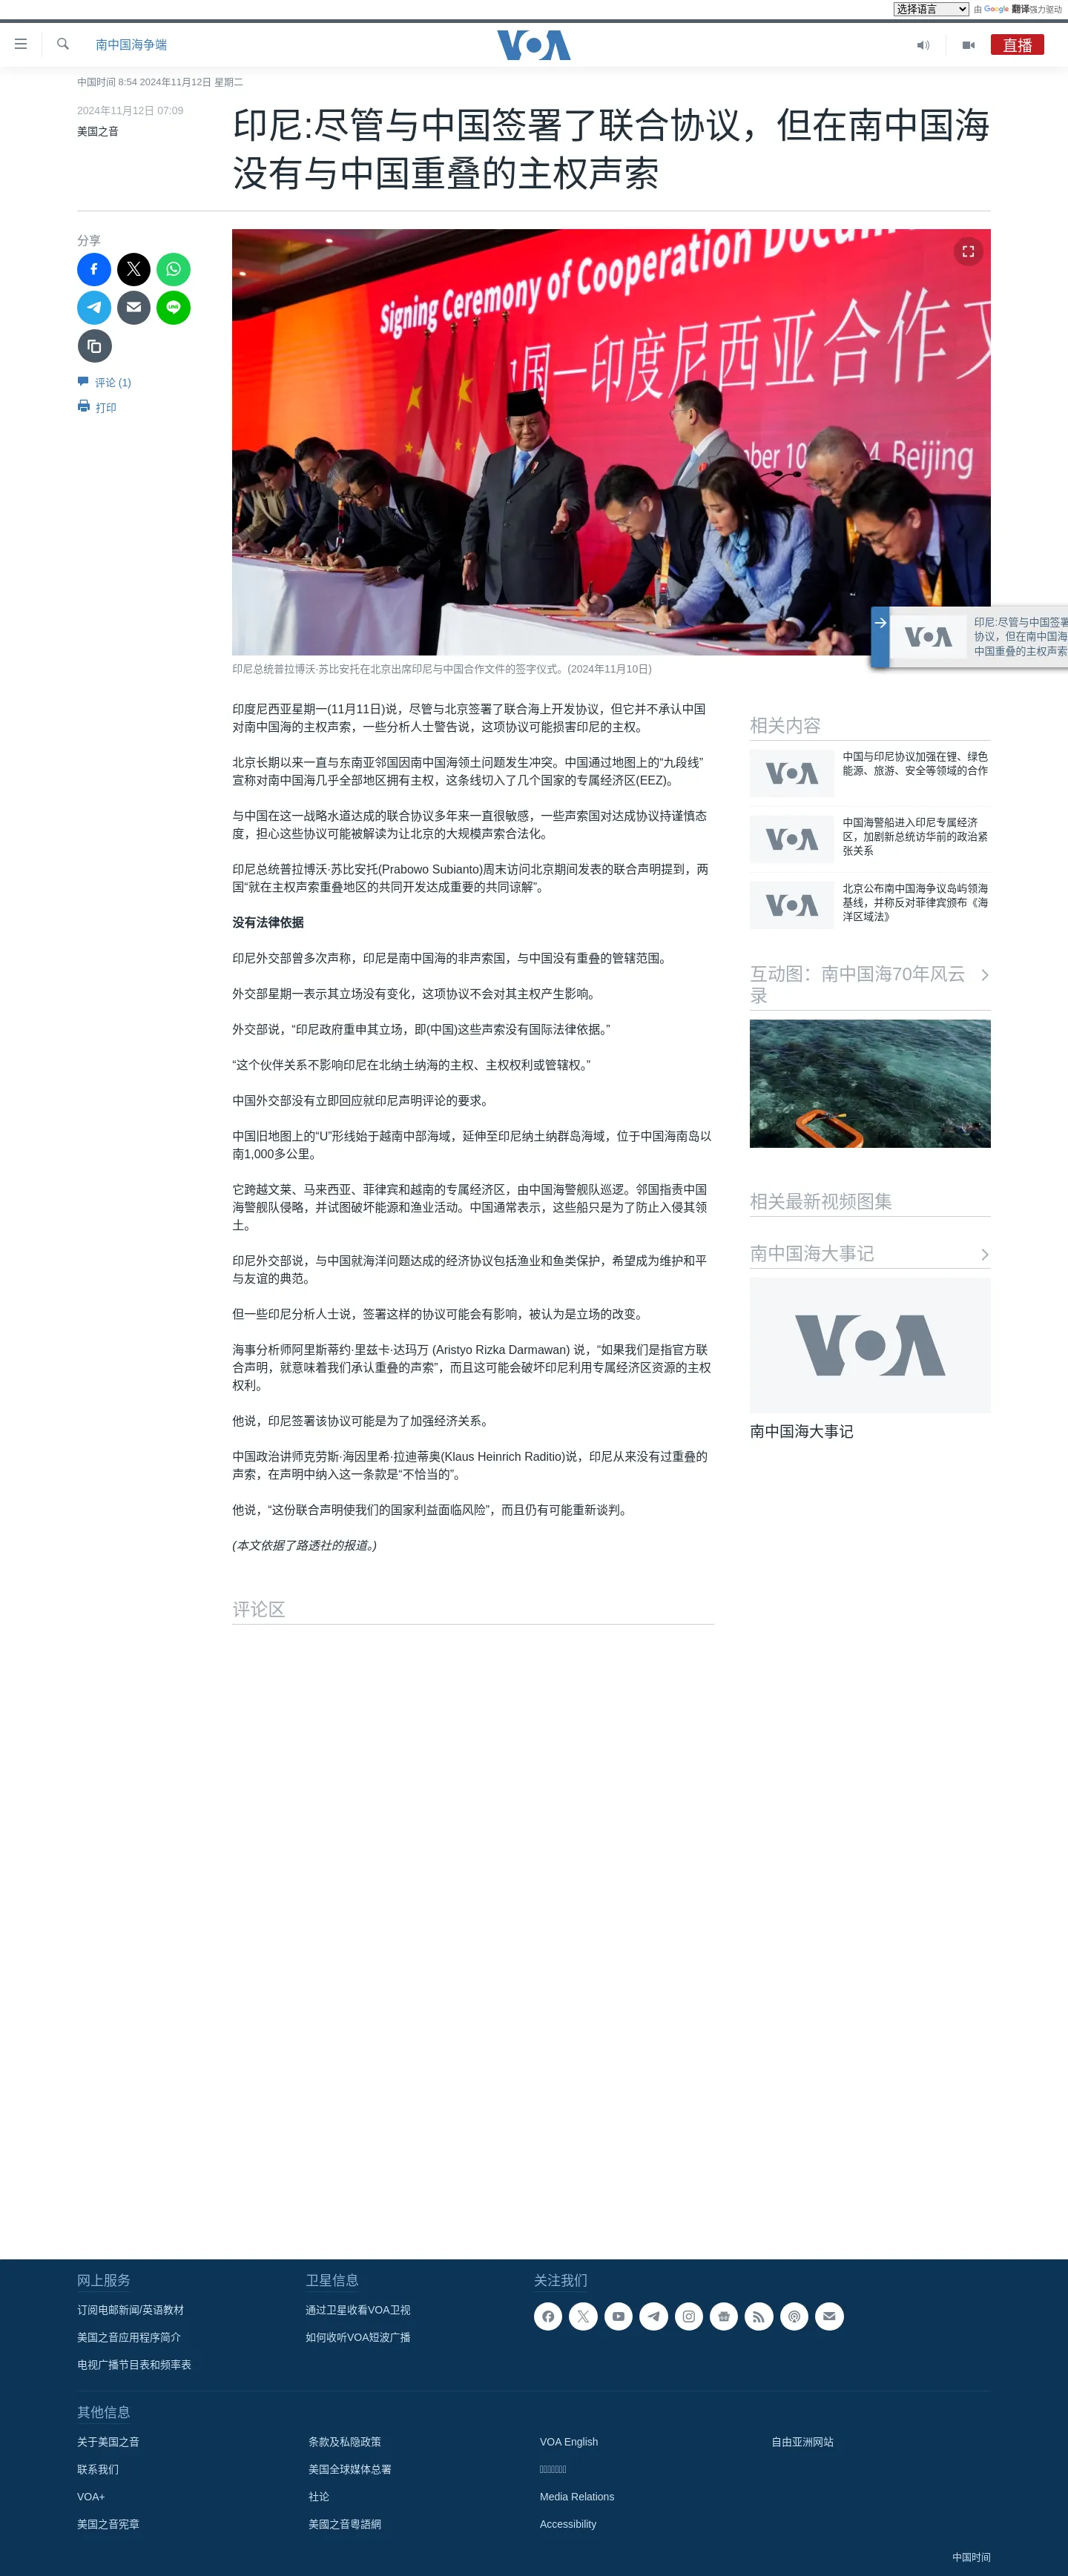 选择语言
由 Google 翻译强力驱动
南中国海争端
VOA
直播
中国时间 8:54 2024年11月12日 星期二
2024年11月12日 07:09
美国之音
印尼:尽管与中国签署了联合协议，但在南中国海
没有与中国重叠的主权声索
分享
评论 (1)
打印
Signing Ceremony of Cooperation Docum
国—印度尼西亚合作文
10, 2024, Beijing
印尼:尽管与中国签署
协议，但在南中国海
中国重叠的主权声索
印尼总统普拉博沃·苏比安托在北京出席印尼与中国合作文件的签字仪式。(2024年11月10日)
印度尼西亚星期一(11月11日)说，尽管与北京签署了联合海上开发协议，但它并不承认中国
对南中国海的主权声索，一些分析人士警告说，这项协议可能损害印尼的主权。
北京长期以来一直与东南亚邻国因南中国海领土问题发生冲突。中国通过地图上的“九段线”
宣称对南中国海几乎全部地区拥有主权，这条线切入了几个国家的专属经济区(EEZ)。
与中国在这一战略水道达成的联合协议多年来一直很敏感，一些声索国对达成协议持谨慎态
度，担心这些协议可能被解读为让北京的大规模声索合法化。
印尼总统普拉博沃·苏比安托(Prabowo Subianto)周末访问北京期间发表的联合声明提到，两
国“就在主权声索重叠地区的共同开发达成重要的共同谅解”。
没有法律依据
印尼外交部曾多次声称，印尼是南中国海的非声索国，与中国没有重叠的管辖范围。
外交部星期一表示其立场没有变化，这项协议不会对其主权产生影响。
外交部说，“印尼政府重申其立场，即(中国)这些声索没有国际法律依据。”
“这个伙伴关系不影响印尼在北纳土纳海的主权、主权权利或管辖权。”
中国外交部没有立即回应就印尼声明评论的要求。
中国旧地图上的“U”形线始于越南中部海域，延伸至印尼纳土纳群岛海域，位于中国海南岛以
南1,000多公里。
它跨越文莱、马来西亚、菲律宾和越南的专属经济区，由中国海警舰队巡逻。邻国指责中国
海警舰队侵略，并试图破坏能源和渔业活动。中国通常表示，这些船只是为了防止入侵其领
土。
印尼外交部说，与中国就海洋问题达成的经济协议包括渔业和鱼类保护，希望成为维护和平
与友谊的典范。
但一些印尼分析人士说，签署这样的协议可能会有影响，被认为是立场的改变。
海事分析师阿里斯蒂约·里兹卡·达玛万 (Aristyo Rizka Darmawan) 说，“如果我们是指官方联
合声明，就意味着我们承认重叠的声索”，而且这可能会破坏印尼利用专属经济区资源的主权
权利。
他说，印尼签署该协议可能是为了加强经济关系。
中国政治讲师克劳斯·海因里希·拉迪蒂奥(Klaus Heinrich Raditio)说，印尼从来没有过重叠的
声索，在声明中纳入这一条款是“不恰当的”。
他说，“这份联合声明使我们的国家利益面临风险”，而且仍有可能重新谈判。
(本文依据了路透社的报道。)
评论区
相关内容
VOA
中国与印尼协议加强在锂、绿色
能源、旅游、安全等领域的合作
VOA
中国海警船进入印尼专属经济
区，加剧新总统访华前的政治紧
张关系
VOA
北京公布南中国海争议岛屿领海
基线，并称反对菲律宾颁布《海
洋区域法》
互动图：南中国海70年风云
录
相关最新视频图集
南中国海大事记
VOA
南中国海大事记
网上服务
订阅电邮新闻/英语教材
美国之音应用程序简介
电视广播节目表和频率表
卫星信息
通过卫星收看VOA卫视
如何收听VOA短波广播
关注我们
其他信息
关于美国之音
联系我们
VOA+
美国之音宪章
条款及私隐政策
美国全球媒体总署
社论
美國之音粵語網
VOA English
Media Relations
Accessibility
自由亚洲网站
中国时间